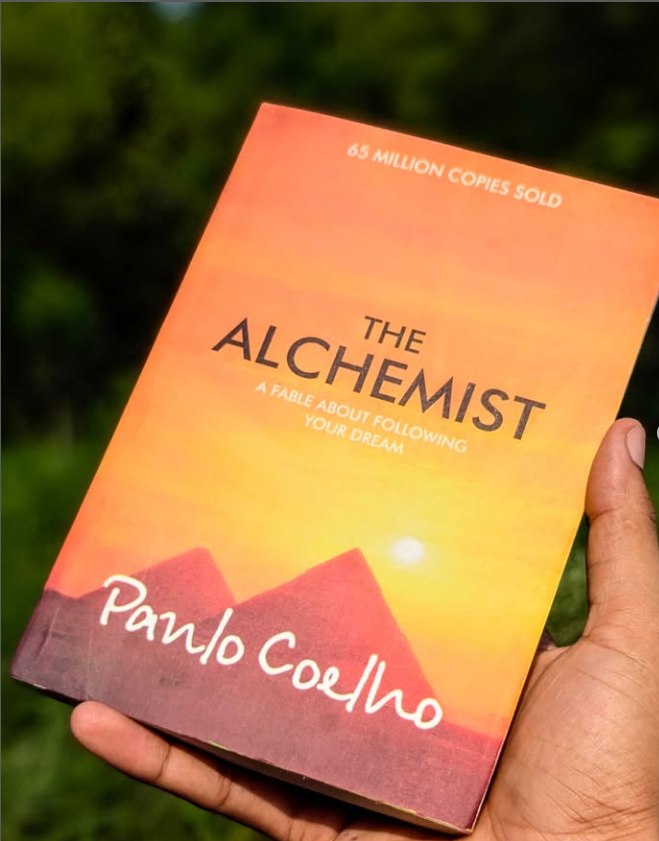 65 MILLION COPIES SOLD
THE
ALCHEMIST
A FABLE ABOUT FOLLOWING
YOUR DREAM
Paulo Coelho